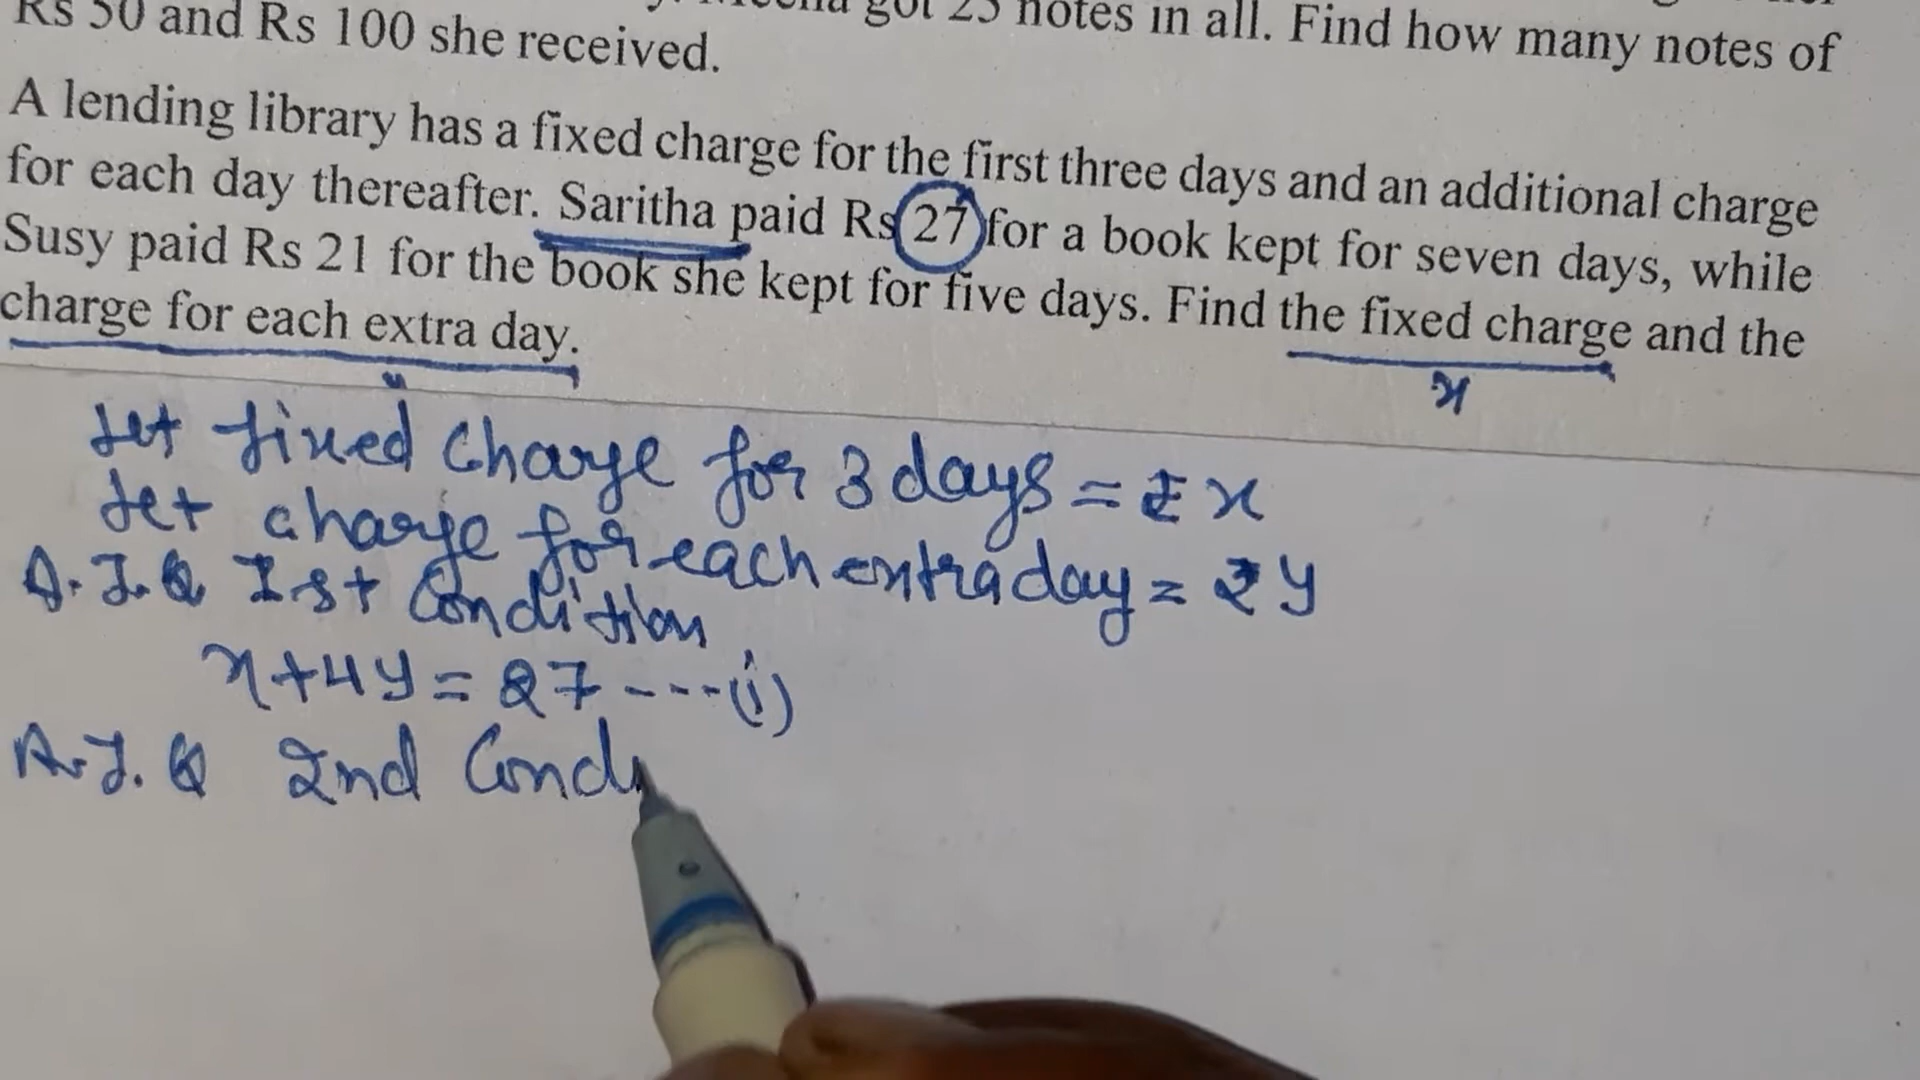 Rs 50 and Rs 100 she received. got 25 notes in all. Find how many notes of
A lending library has a fixed charge for the first three days and an additional charge
for each day thereafter. Saritha paid Rs 27 for a book kept for seven days, while
Susy paid Rs 21 for the book she kept for five days. Find the fixed charge and the
charge for each extra day.
x
Let fixed charge for 3 days = ₹ x
Let charge for each extra day = ₹ y
A.T.Q Ist Condition
x+4y = 27 ----(i)
A.T.Q 2nd Condi